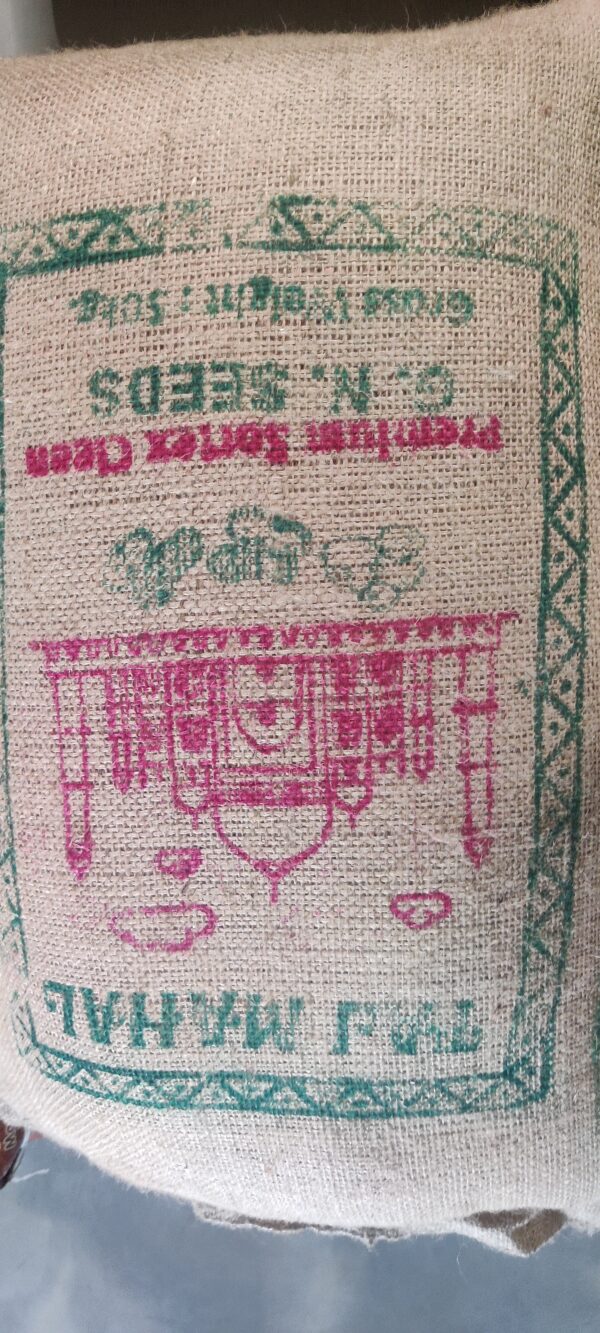 TAJ MAHAL
Premium Sortex Clean
G. N. SEEDS
Gross Weight : 50kg.